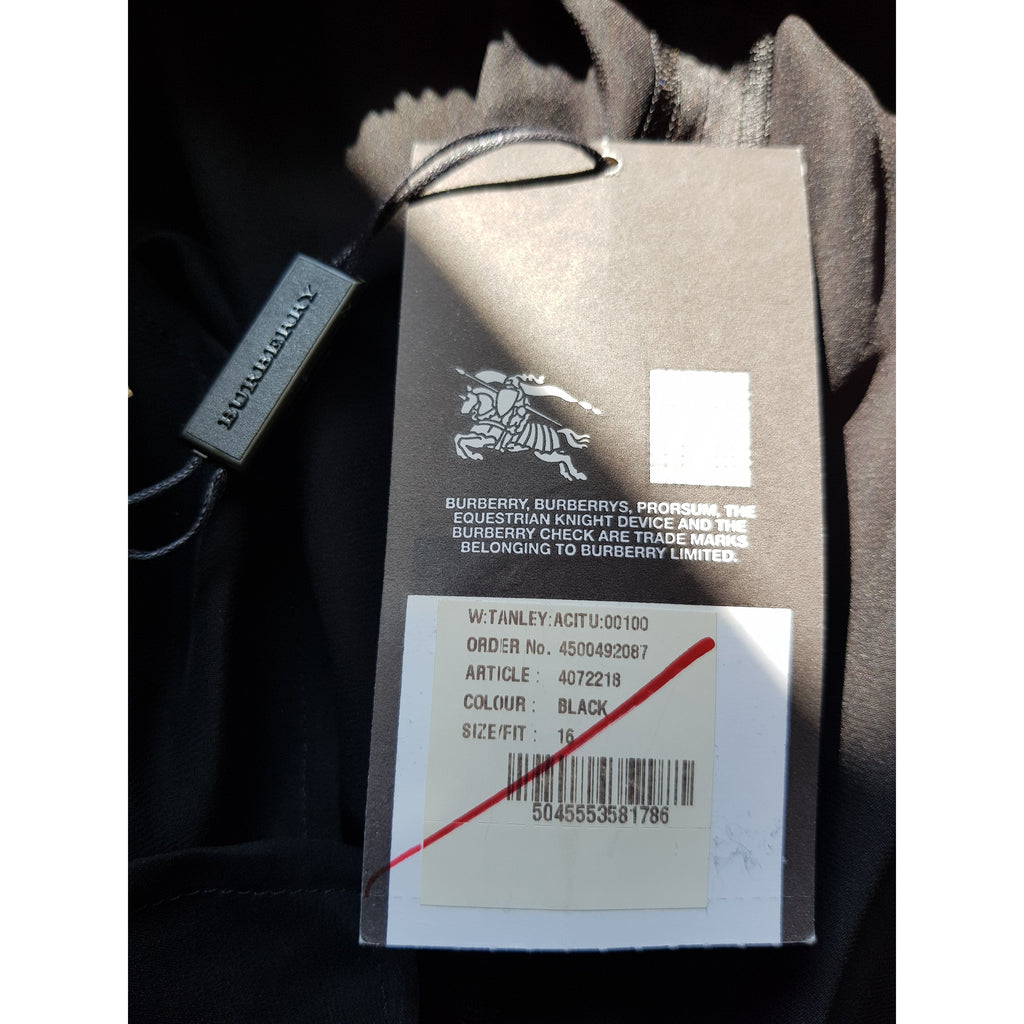 BURBERRY
BURBERRY, BURBERRYS, PRORSUM, THE
EQUESTRIAN KNIGHT DEVICE AND THE
BURBERRY CHECK ARE TRADE MARKS
BELONGING TO BURBERRY LIMITED.
W:TANLEY:ACITU:00100
ORDER No. 4500492087
ARTICLE : 4072218
COLOUR : BLACK
SIZE/FIT : 16
5045553581786